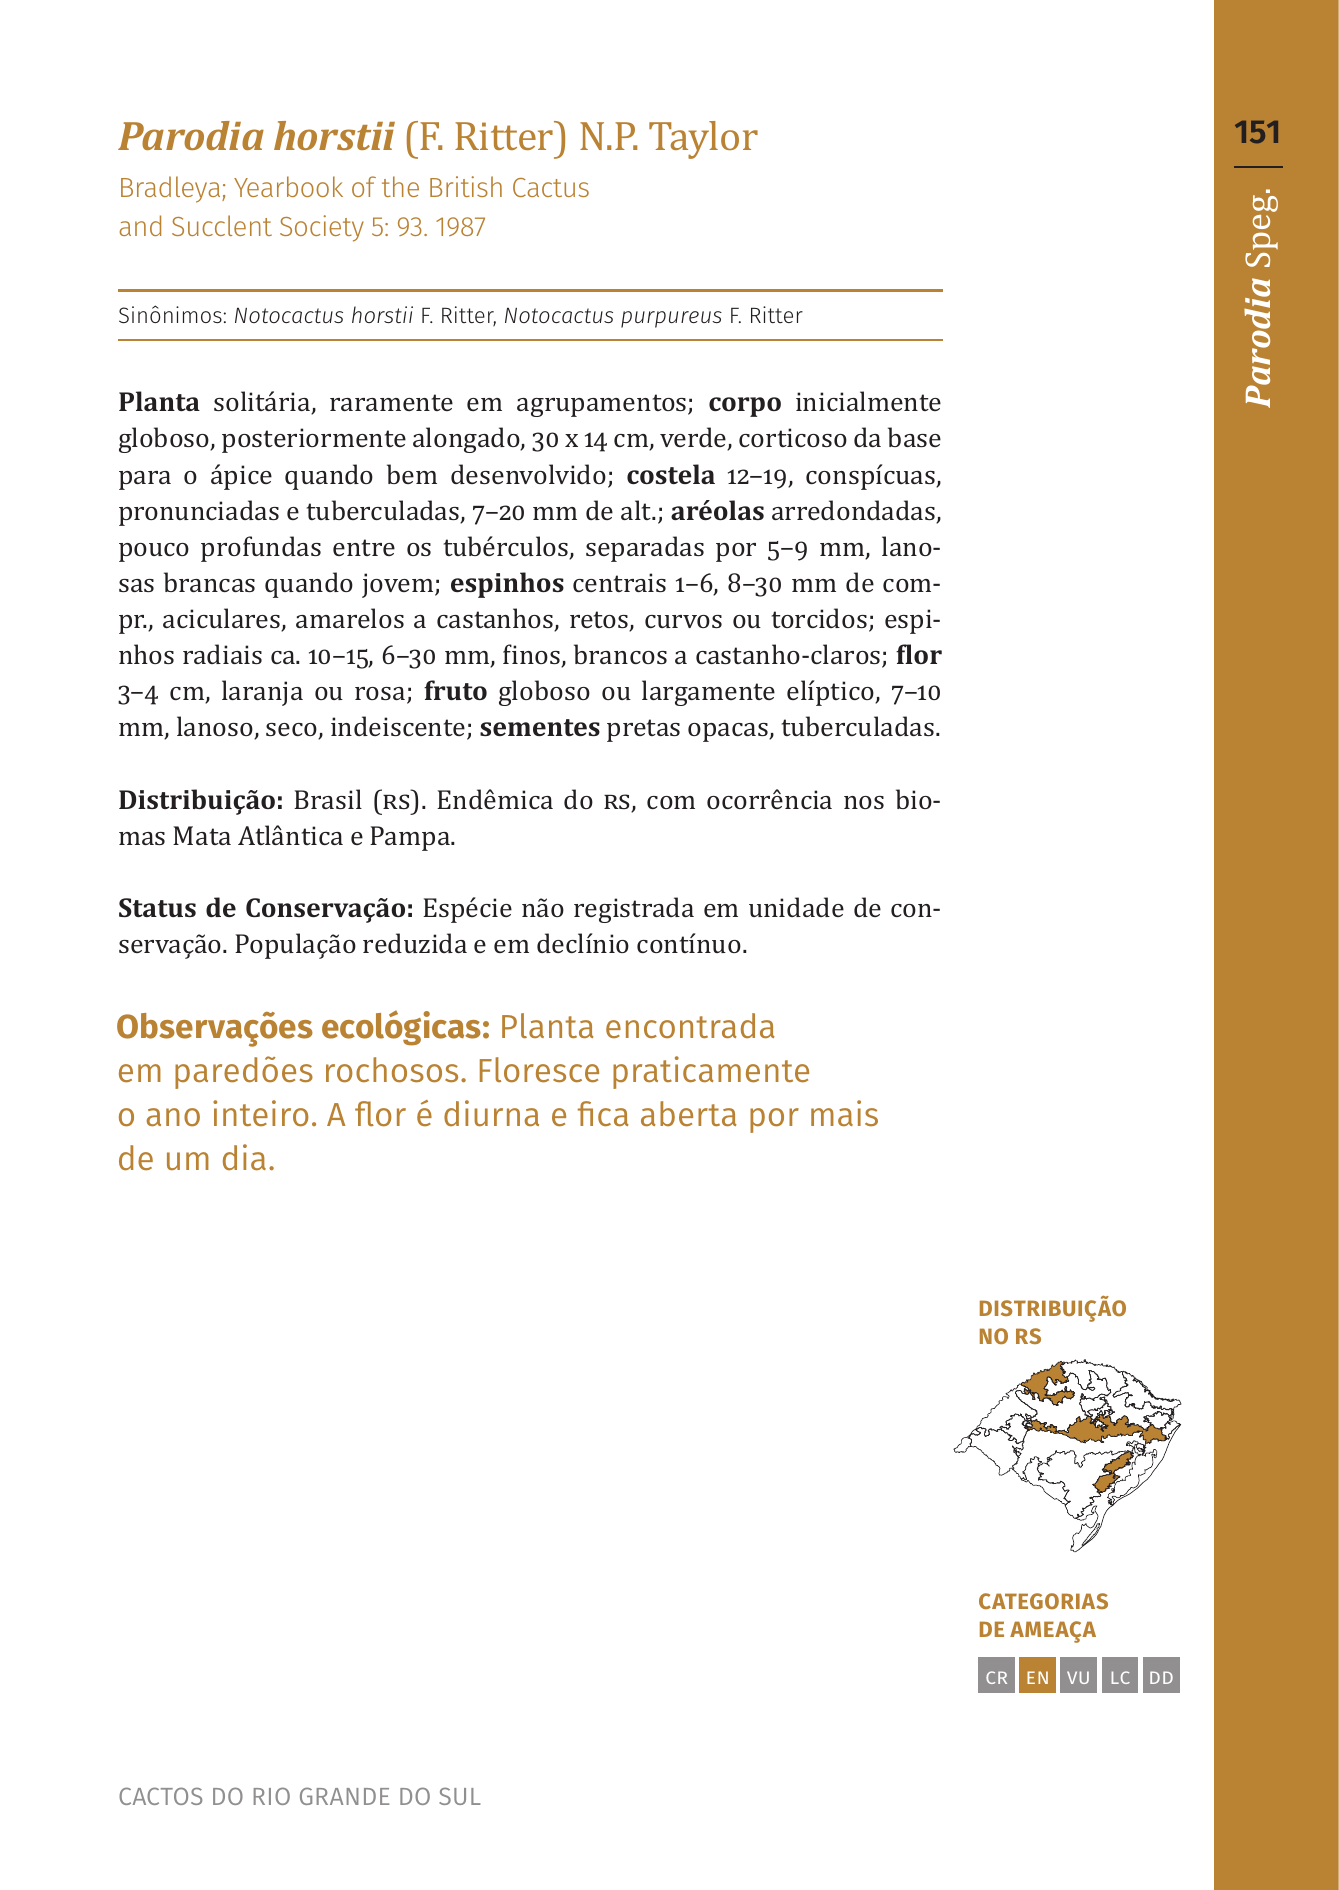 Parodia horstii (F. Ritter) N.P. Taylor
Bradleya; Yearbook of the British Cactus
and Succlent Society 5: 93. 1987
Sinônimos: Notocactus horstii F. Ritter, Notocactus purpureus F. Ritter
Planta solitária, raramente em agrupamentos; corpo inicialmente
globoso, posteriormente alongado, 30 x 14 cm, verde, corticoso da base
para o ápice quando bem desenvolvido; costela 12–19, conspícuas,
pronunciadas e tuberculadas, 7–20 mm de alt.; aréolas arredondadas,
pouco profundas entre os tubérculos, separadas por 5–9 mm, lano-
sas brancas quando jovem; espinhos centrais 1–6, 8–30 mm de com-
pr., aciculares, amarelos a castanhos, retos, curvos ou torcidos; espi-
nhos radiais ca. 10–15, 6–30 mm, finos, brancos a castanho-claros; flor
3–4 cm, laranja ou rosa; fruto globoso ou largamente elíptico, 7–10
mm, lanoso, seco, indeiscente; sementes pretas opacas, tuberculadas.
Distribuição: Brasil (RS). Endêmica do RS, com ocorrência nos bio-
mas Mata Atlântica e Pampa.
Status de Conservação: Espécie não registrada em unidade de con-
servação. População reduzida e em declínio contínuo.
Observações ecológicas: Planta encontrada
em paredões rochosos. Floresce praticamente
o ano inteiro. A flor é diurna e fica aberta por mais
de um dia.
DISTRIBUIÇÃO
NO RS
CATEGORIAS
DE AMEAÇA
CR EN VU LC DD
CACTOS DO RIO GRANDE DO SUL
151
Parodia Speg.